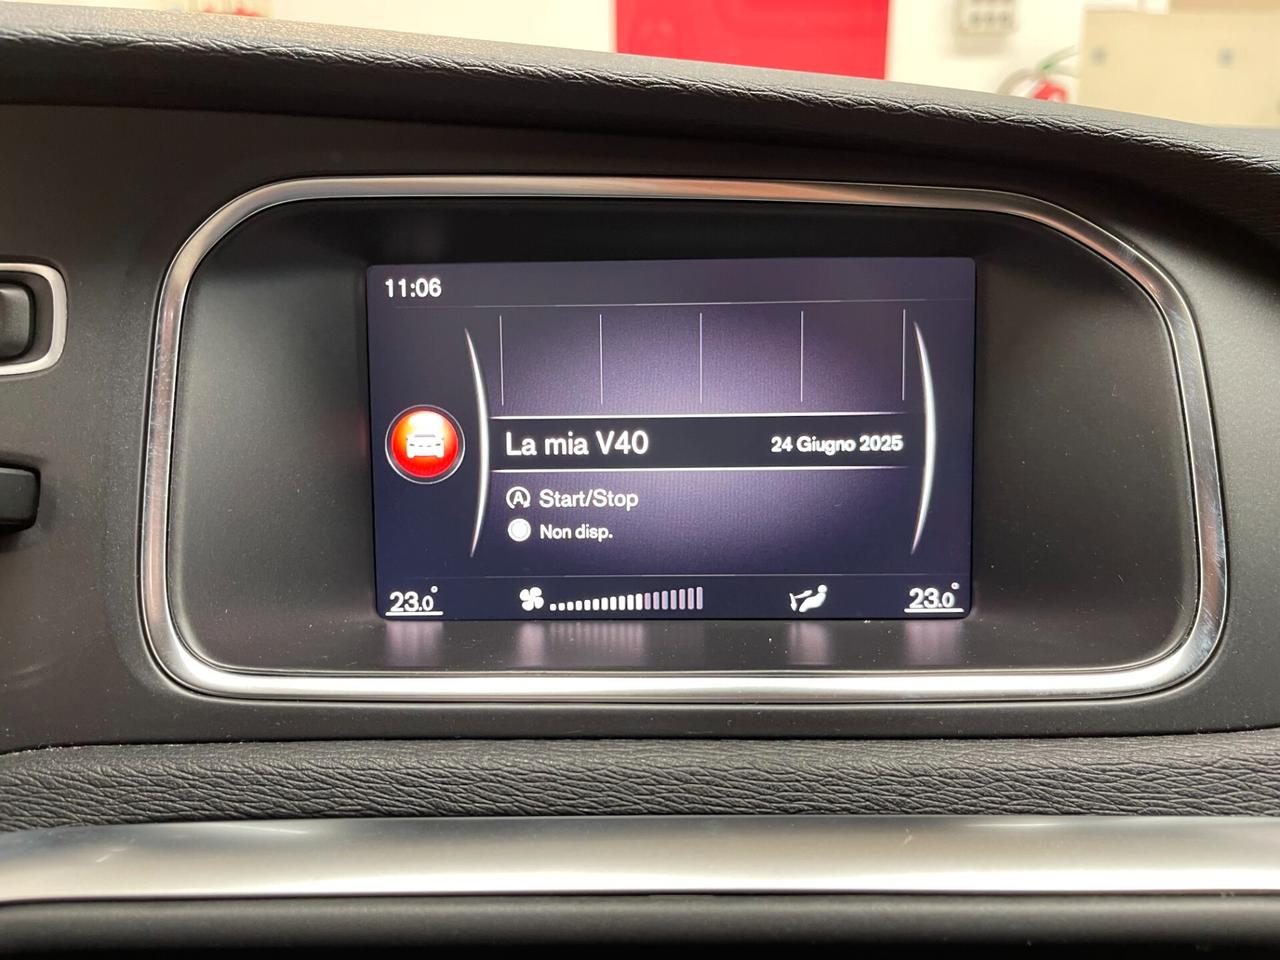 11:06
La mia V40
24 Giugno 2025
A Start/Stop
Non disp.
23.0° 23.0°